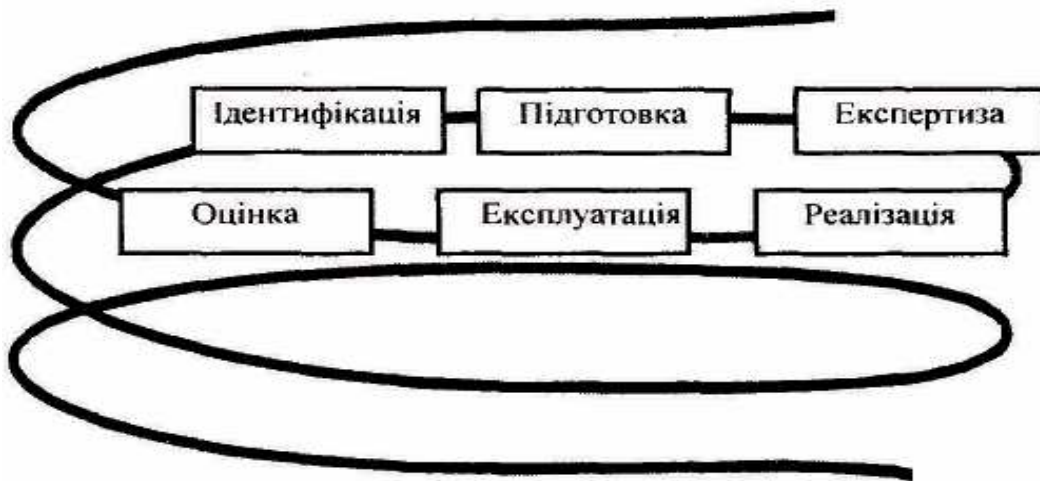 Ідентифікація
Підготовка
Експертиза
Оцінка
Експлуатація
Реалізація